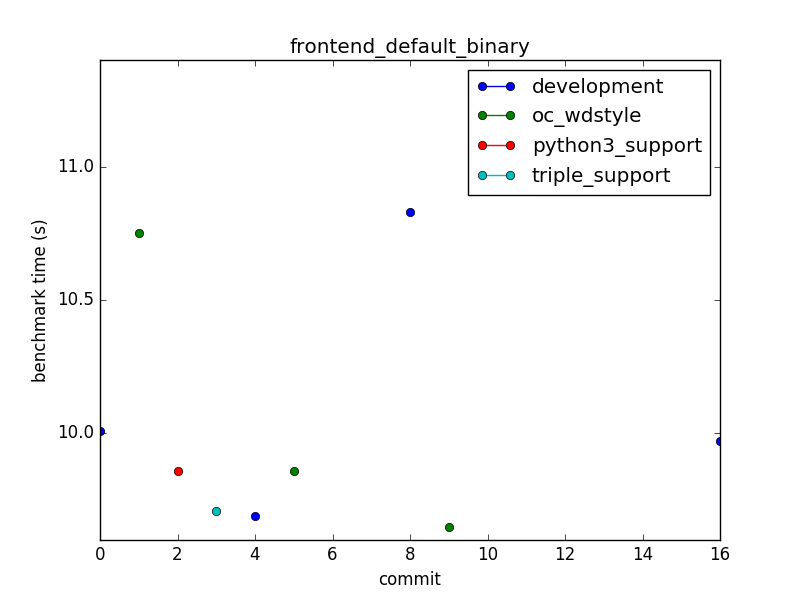 frontend_default_binary
development
oc_wdstyle
python3_support
triple_support
benchmark time (s)
11.0
10.5
10.0
0 2 4 6 8 10 12 14 16
commit